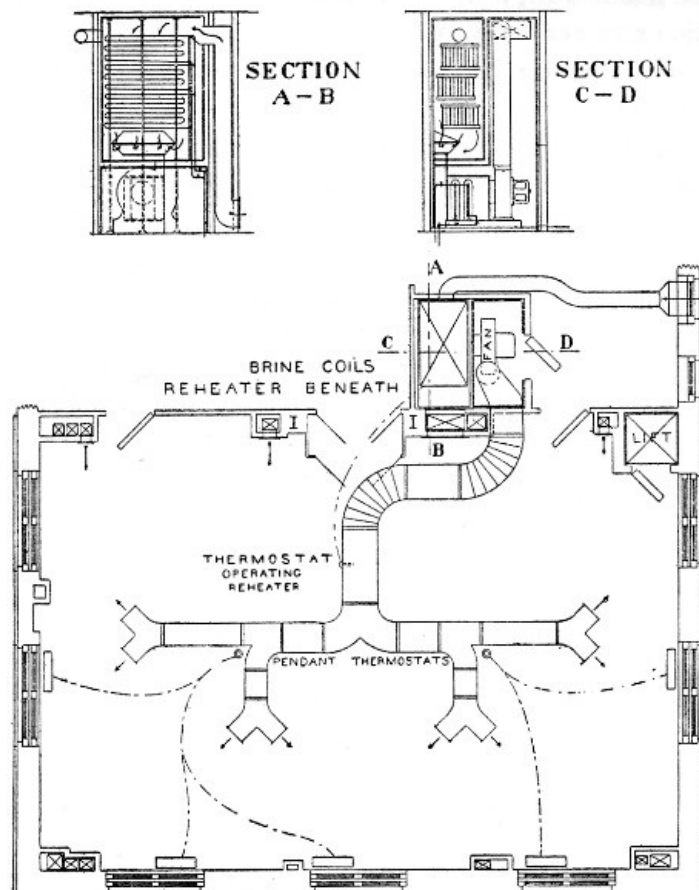 SECTION
A-B
SECTION
C-D
A
C
FAN
D
BRINE COILS
REHEATER BENEATH
I
I
B
LIFT
THERMOSTAT
OPERATING
REHEATER
PENDANT THERMOSTATS